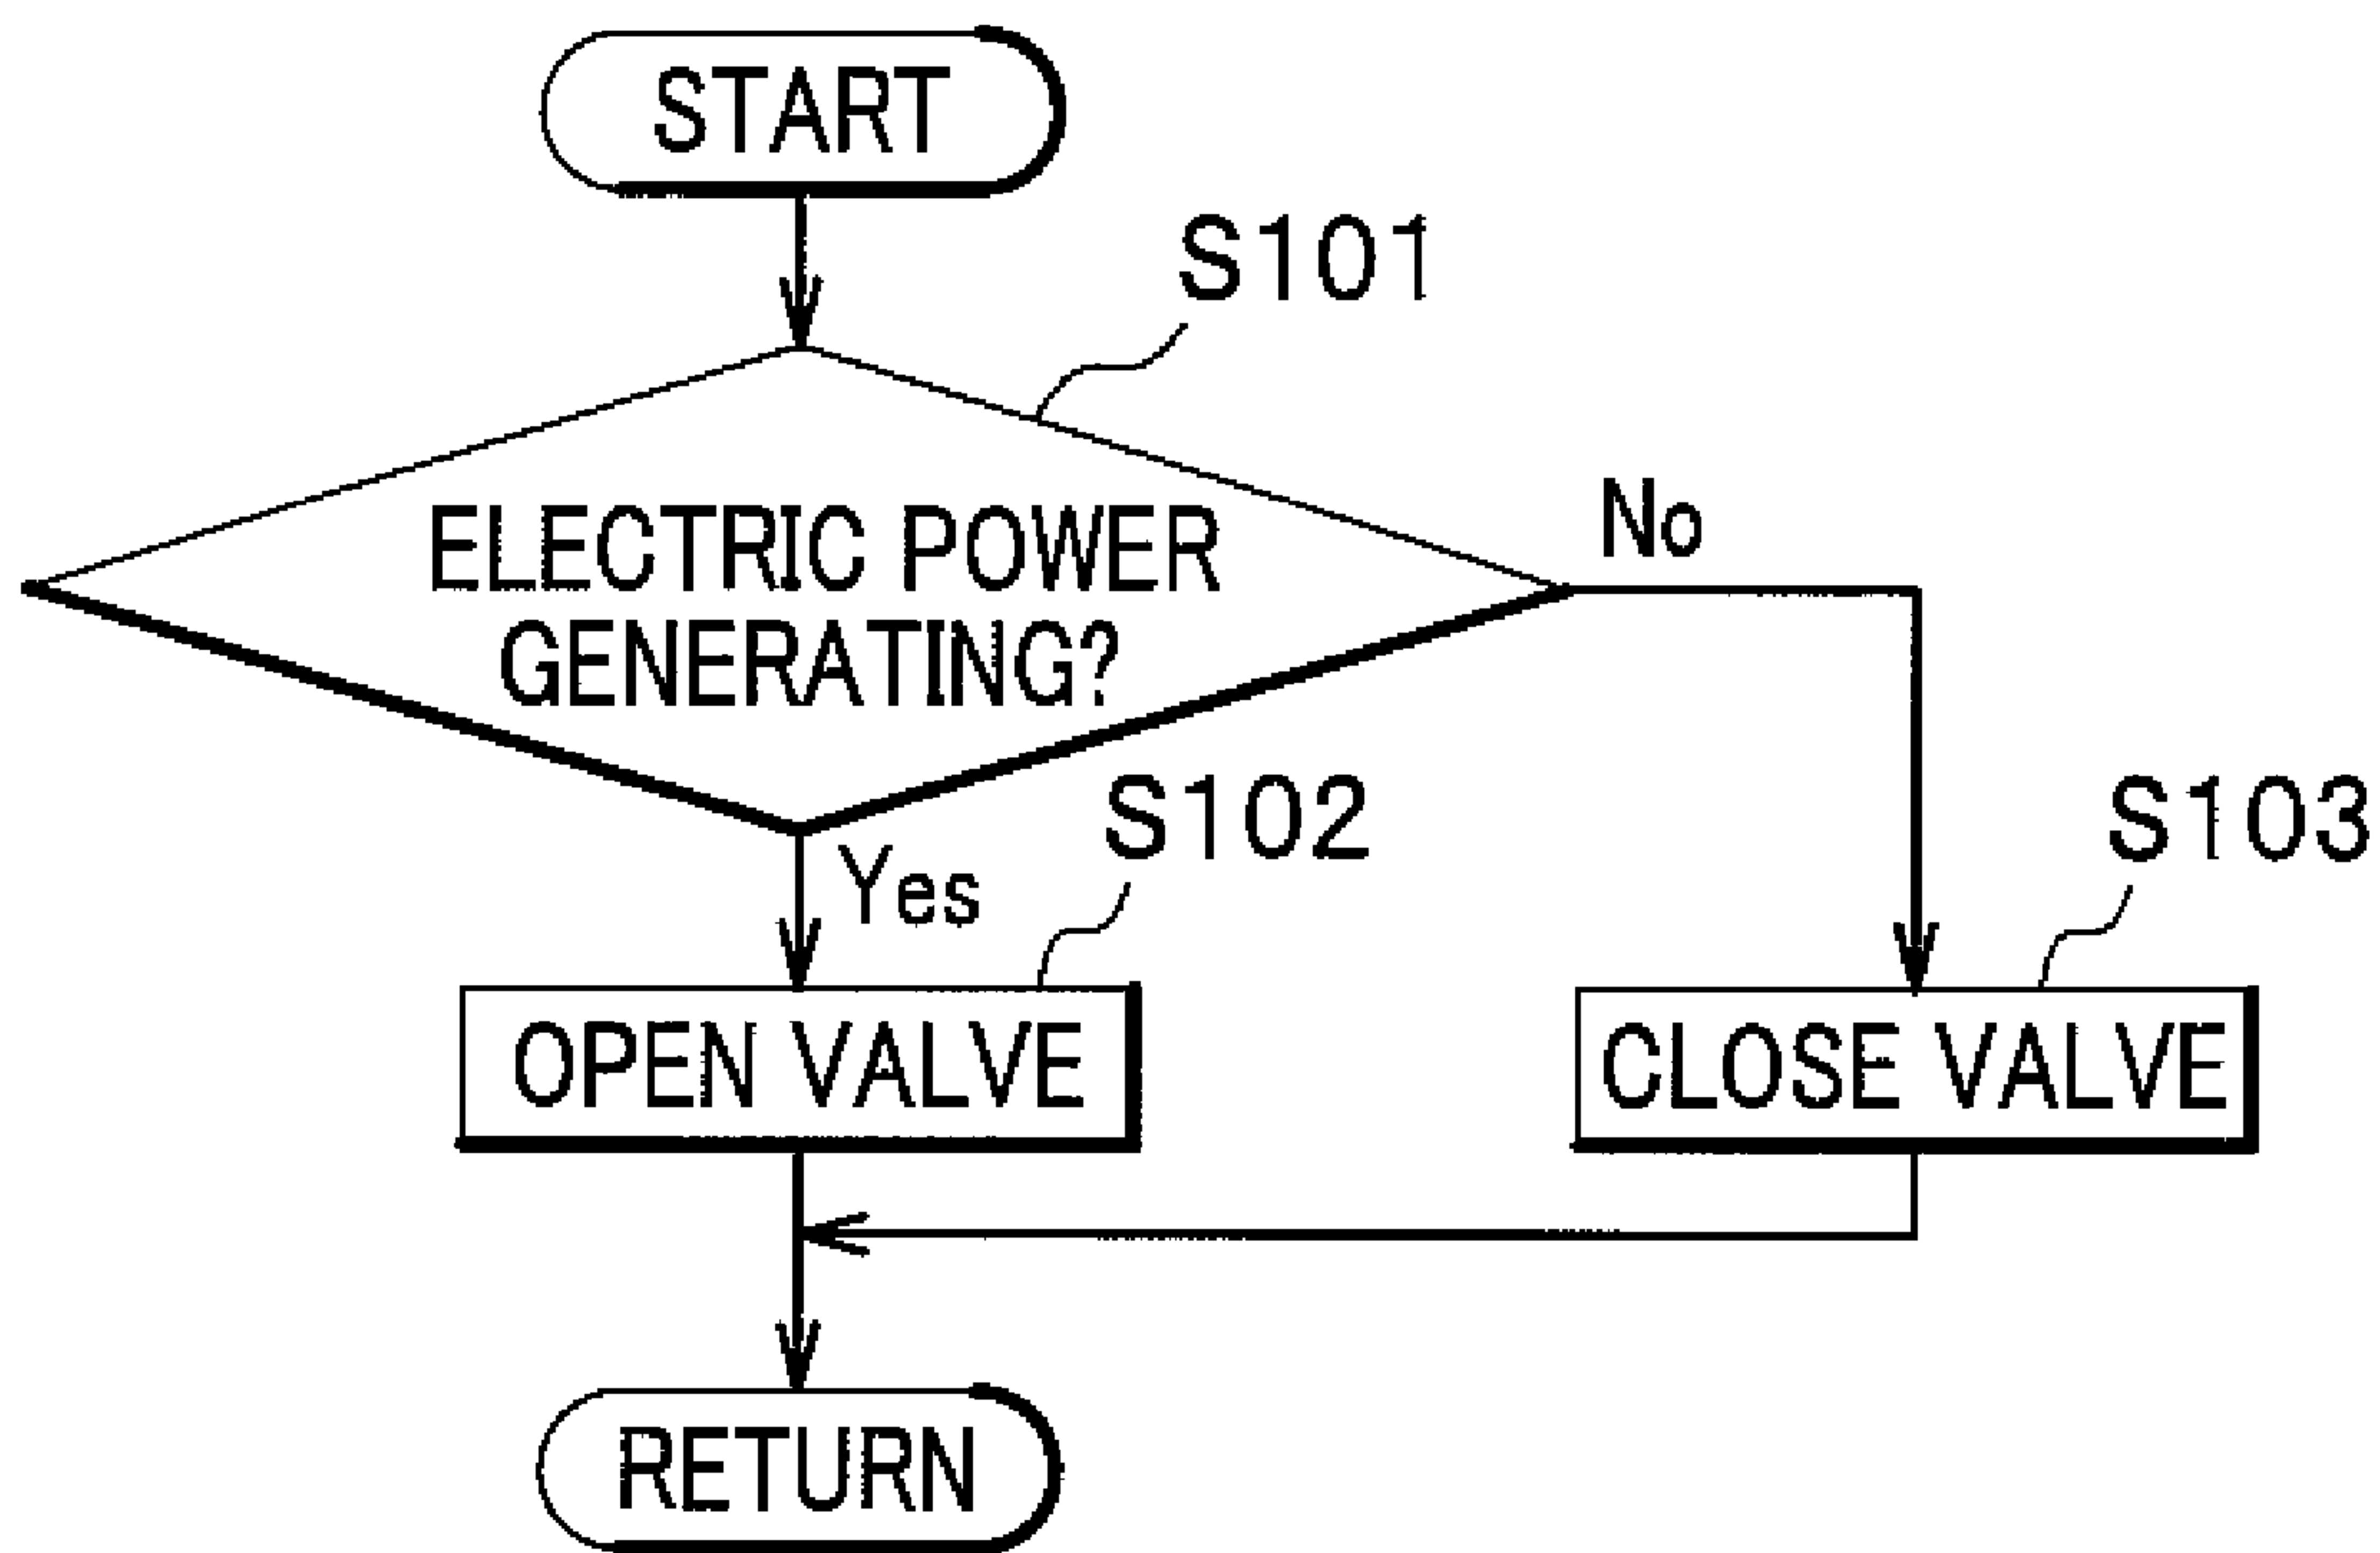 START
S101
ELECTRIC POWER
GENERATING?
No
Yes
S102
S103
OPEN VALVE
CLOSE VALVE
RETURN